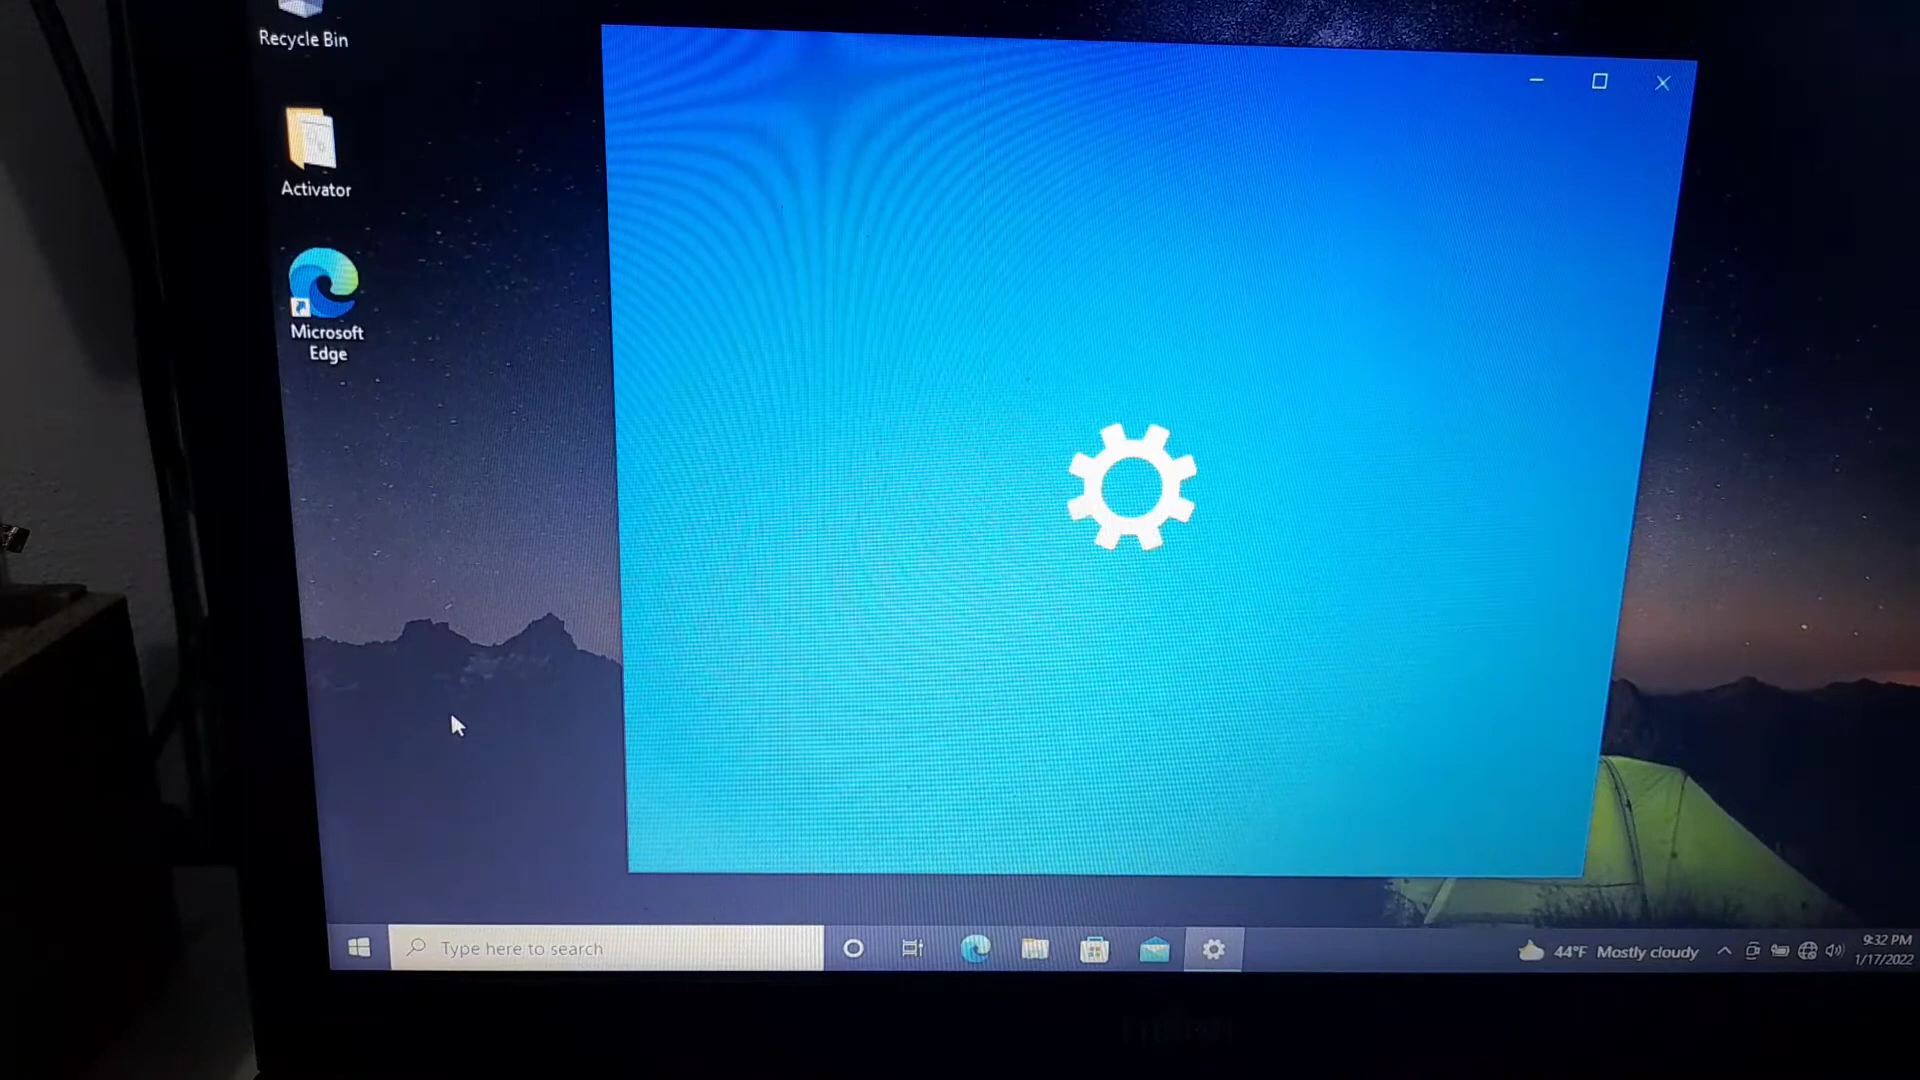 Recycle Bin
Activator
Microsoft
Edge
Type here to search
44°F Mostly cloudy
9:32 PM
1/17/2022